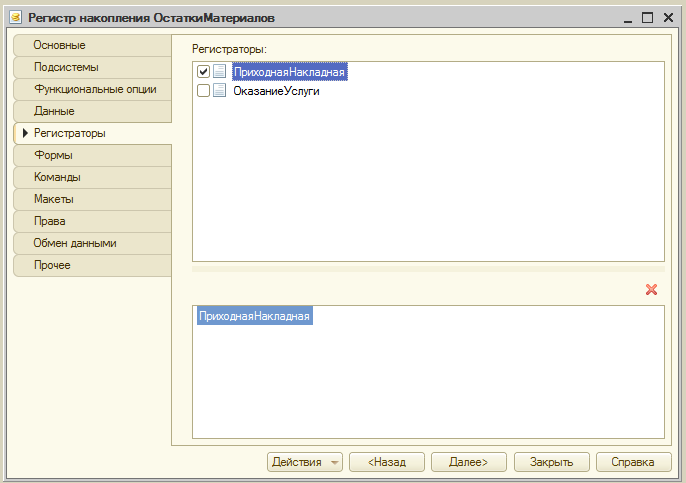 Регистр накопления ОстаткиМатериалов
Основные
Подсистемы
Функциональные опции
Данные
Регистраторы
Формы
Команды
Макеты
Права
Обмен данными
Прочее
Регистраторы:
ПриходнаяНакладная
ОказаниеУслуги
ПриходнаяНакладная
Действия
<Назад
Далее>
Закрыть
Справка